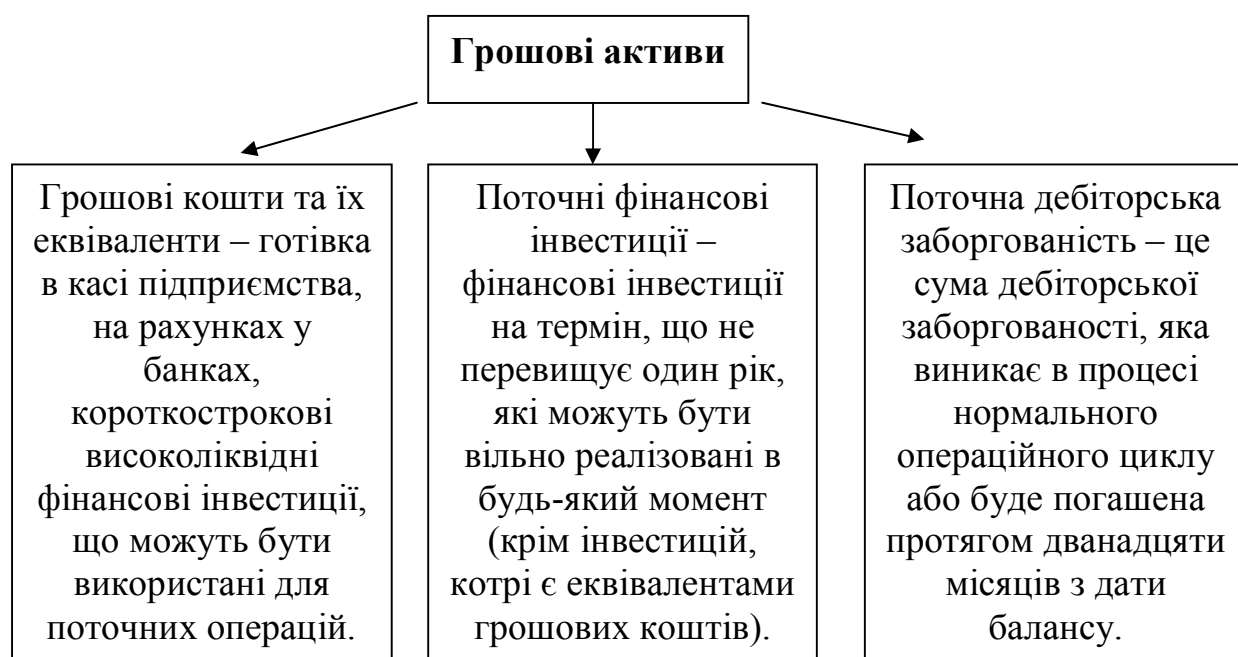 Грошові активи
Грошові кошти та їх
еквіваленти – готівка
в касі підприємства,
на рахунках у
банках,
короткострокові
високоліквідні
фінансові інвестиції,
що можуть бути
використані для
поточних операцій.
Поточні фінансові
інвестиції –
фінансові інвестиції
на термін, що не
перевищує один рік,
які можуть бути
вільно реалізовані в
будь-який момент
(крім інвестицій,
котрі є еквівалентами
грошових коштів).
Поточна дебіторська
заборгованість – це
сума дебіторської
заборгованості, яка
виникає в процесі
нормального
операційного циклу
або буде погашена
протягом дванадцяти
місяців з дати
балансу.